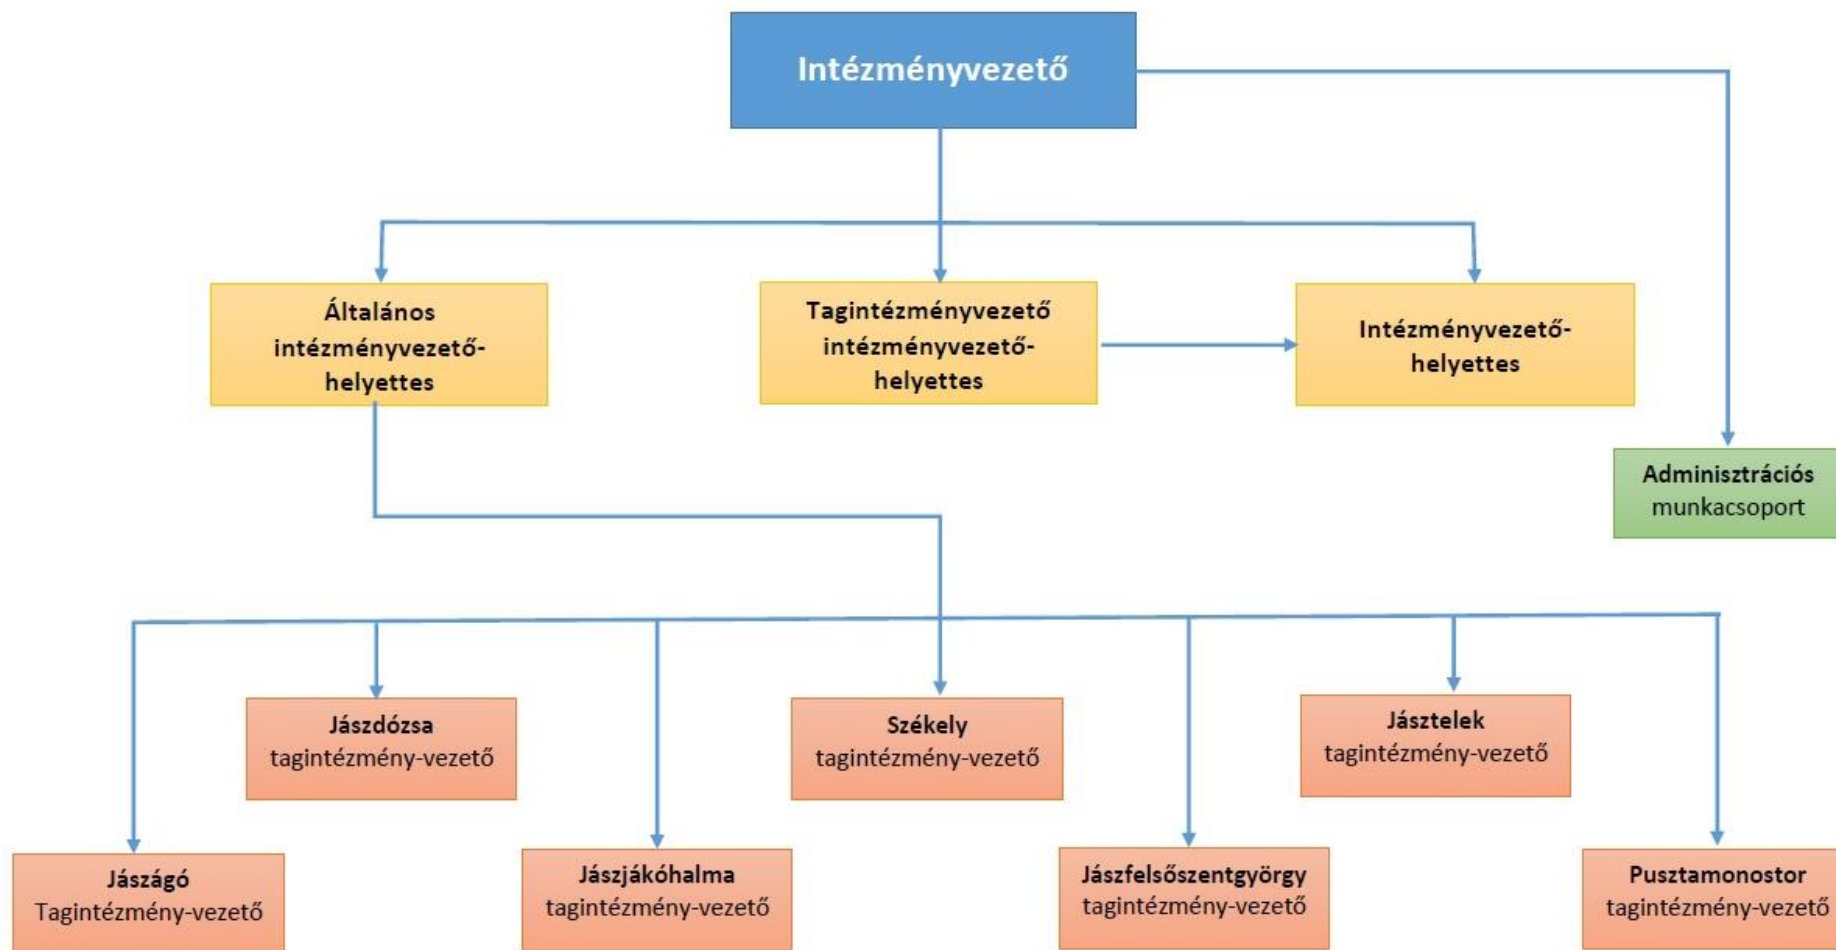 Intézményvezető
Általános
intézményvezető-
helyettes
Tagintézményvezető
intézményvezető-
helyettes
Intézményvezető-
helyettes
Adminisztrációs
munkacsoport
Jászdózsa
tagintézmény-vezető
Székely
tagintézmény-vezető
Jásztelek
tagintézmény-vezető
Jászágó
Tagintézmény-vezető
Jászjákóhalma
tagintézmény-vezető
Jászfelsőszentgyörgy
tagintézmény-vezető
Pusztamonostor
tagintézmény-vezető